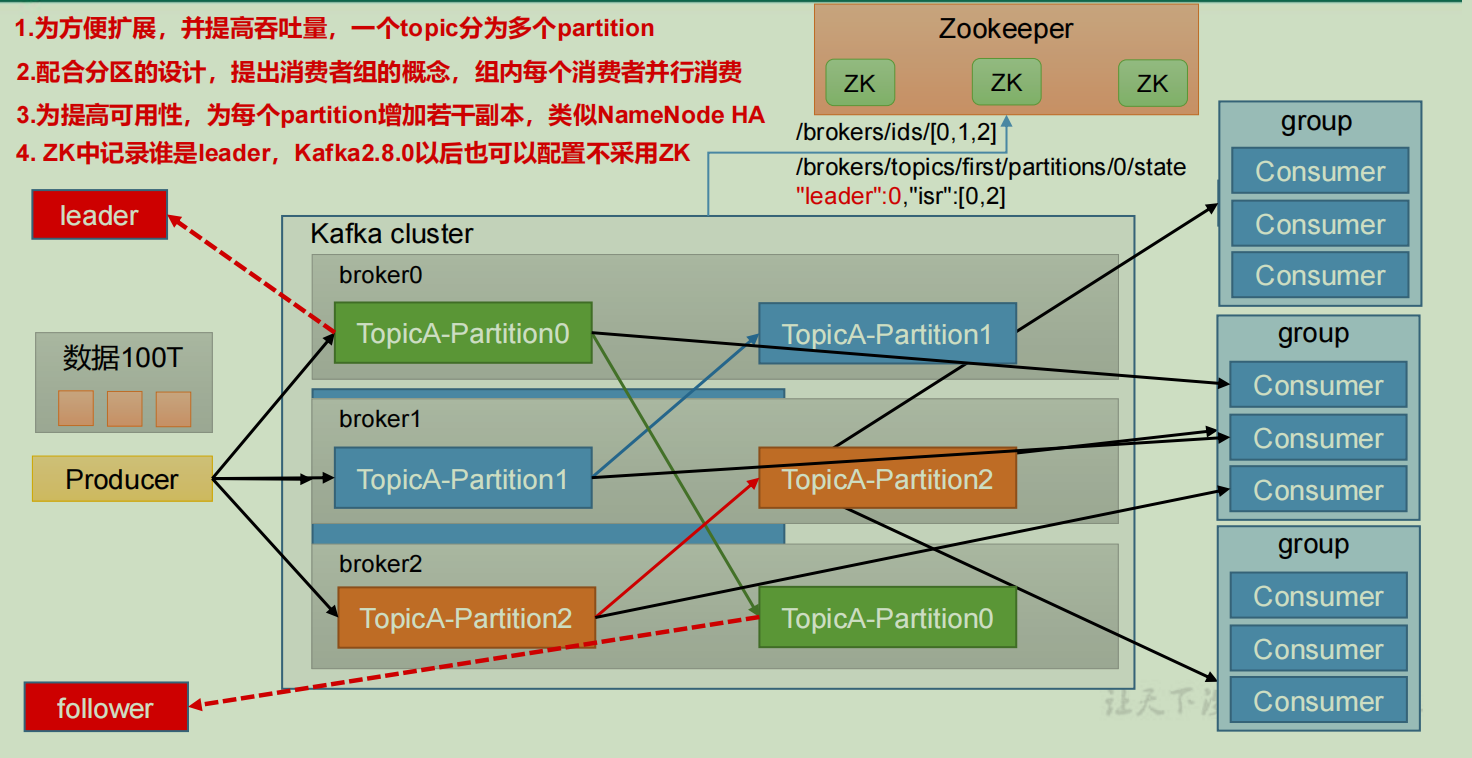 1.为方便扩展，并提高吞吐量，一个topic分为多个partition
2.配合分区的设计，提出消费者组的概念，组内每个消费者并行消费
3.为提高可用性，为每个partition增加若干副本，类似NameNode HA
4. ZK中记录谁是leader，Kafka2.8.0以后也可以配置不采用ZK
Zookeeper
ZK
ZK
ZK
/brokers/ids/[0,1,2]
/brokers/topics/first/partitions/0/state
"leader":0,"isr":[0,2]
leader
数据100T
Producer
follower
Kafka cluster
broker0
TopicA-Partition0
TopicA-Partition1
broker1
TopicA-Partition1
TopicA-Partition2
broker2
TopicA-Partition2
TopicA-Partition0
group
Consumer
Consumer
Consumer
group
Consumer
Consumer
Consumer
group
Consumer
Consumer
Consumer
让天下没